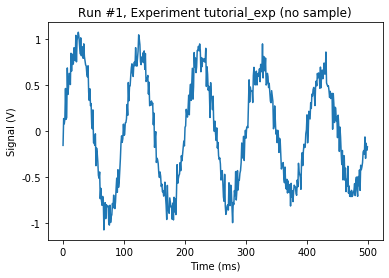 Run #1, Experiment tutorial_exp (no sample)
1
0.5
0
-0.5
-1
Signal (V)
0 100 200 300 400 500
Time (ms)